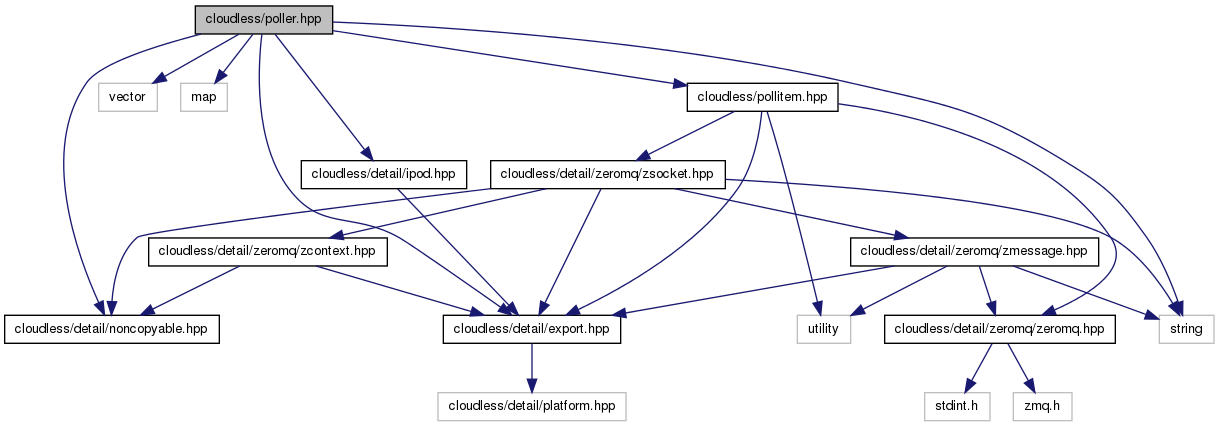 cloudless/poller.hpp
vector
map
cloudless/pollitem.hpp
cloudless/detail/ipod.hpp
cloudless/detail/zeromq/zsocket.hpp
cloudless/detail/zeromq/zcontext.hpp
cloudless/detail/zeromq/zmessage.hpp
cloudless/detail/noncopyable.hpp
cloudless/detail/export.hpp
utility
cloudless/detail/zeromq/zeromq.hpp
string
cloudless/detail/platform.hpp
stdint.h
zmq.h